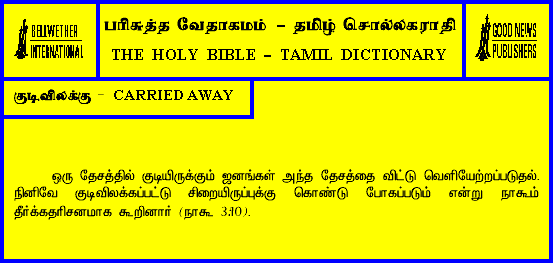 BELLWETHER
INTERNATIONAL
பரிசுத்த வேதாகமம் - தமிழ் சொல்லகராதி
THE HOLY BIBLE - TAMIL DICTIONARY
GOOD NEWS
PUBLISHERS
குடிவிலக்கு - CARRIED AWAY
ஒரு தேசத்தில் குடியிருக்கும் ஜனங்கள் அந்த தேசத்தை விட்டு வெளியேற்றப்படுதல்.
நினிவே குடிவிலக்கப்பட்டு சிறையிருப்புக்கு கொண்டு போகப்படும் என்று நாகூம்
தீர்க்கதரிசனமாக கூறினார் (நாகூ 3:10).